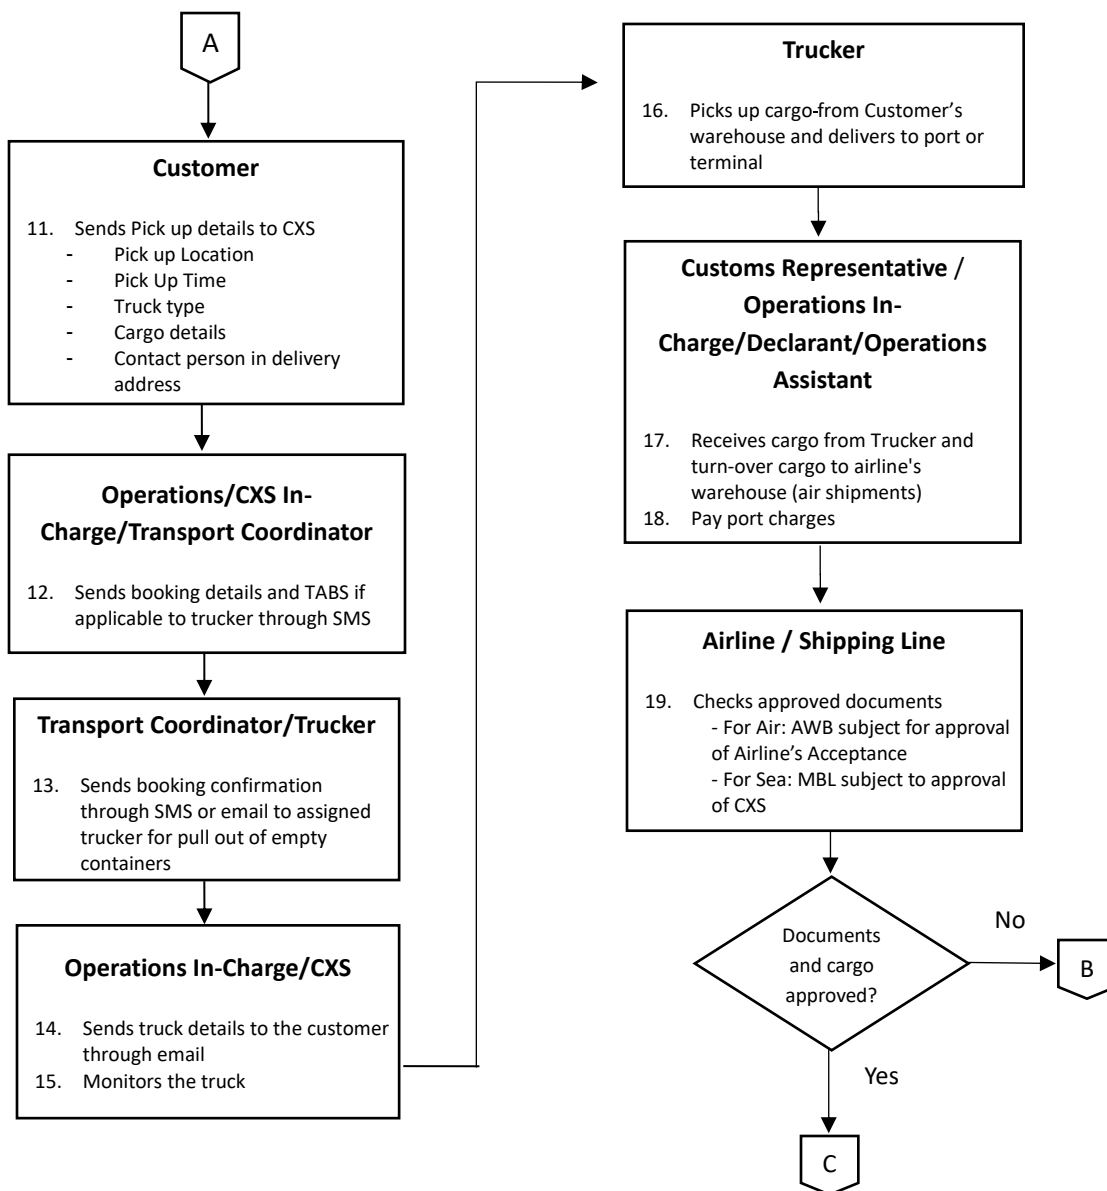 A
Customer
11. Sends Pick up details to CXS
- Pick up Location
- Pick Up Time
- Truck type
- Cargo details
- Contact person in delivery
address
Operations/CXS In-
Charge/Transport Coordinator
12. Sends booking details and TABS if
applicable to trucker through SMS
Transport Coordinator/Trucker
13. Sends booking confirmation
through SMS or email to assigned
trucker for pull out of empty
containers
Operations In-Charge/CXS
14. Sends truck details to the customer
through email
15. Monitors the truck
Trucker
16. Picks up cargo-from Customer’s
warehouse and delivers to port or
terminal
Customs Representative /
Operations In-
Charge/Declarant/Operations
Assistant
17. Receives cargo from Trucker and
turn-over cargo to airline's
warehouse (air shipments)
18. Pay port charges
Airline / Shipping Line
19. Checks approved documents
- For Air: AWB subject for approval
of Airline’s Acceptance
- For Sea: MBL subject to approval
of CXS
Documents
and cargo
approved?
No
B
Yes
C